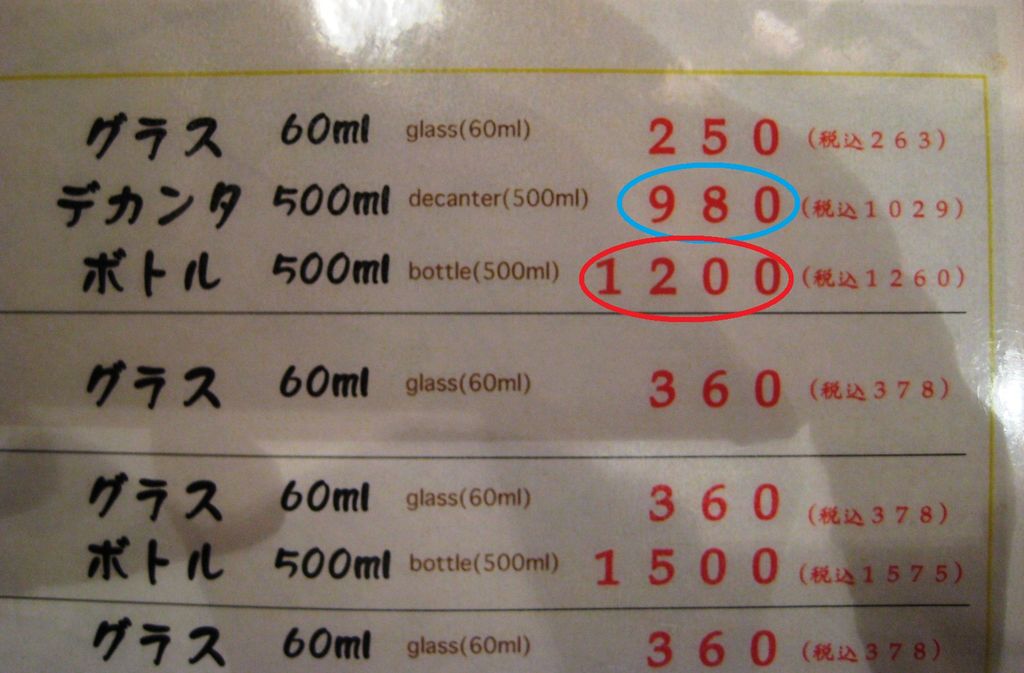 グラス 60ml glass(60ml) 250 (税込263)
デカンタ 500ml decanter(500ml) 980 (税込1029)
ボトル 500ml bottle(500ml) 1200 (税込1260)
グラス 60ml glass(60ml) 360 (税込378)
グラス 60ml glass(60ml) 360 (税込378)
ボトル 500ml bottle(500ml) 1500 (税込1575)
グラス 60ml glass(60ml) 360 (税込378)